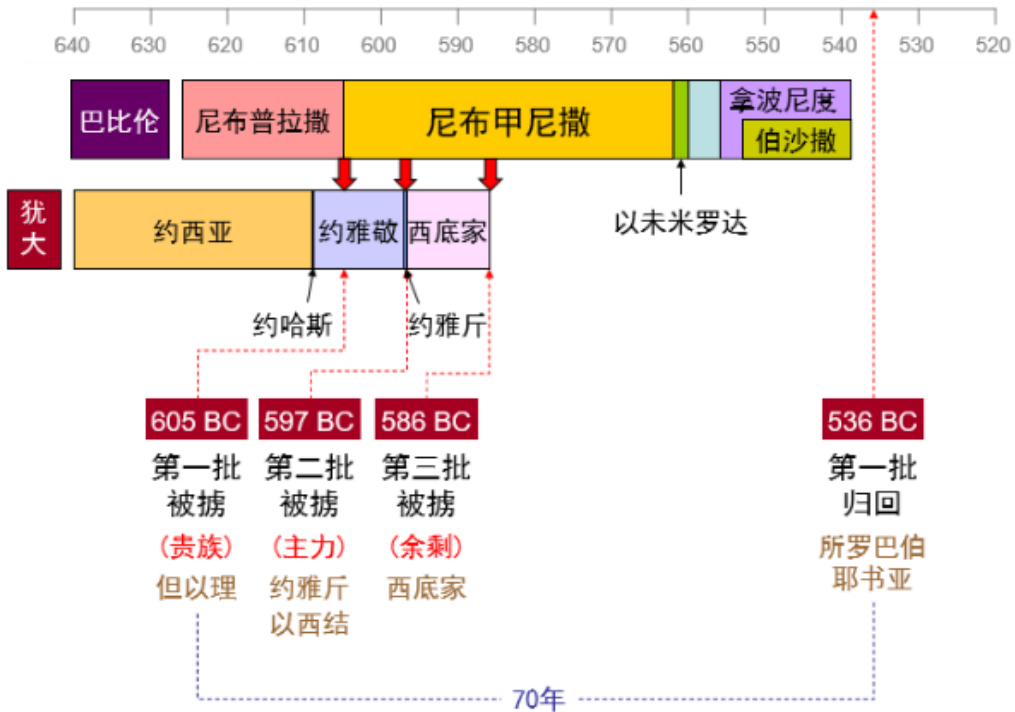 640 630 620 610 600 590 580 570 560 550 540 530 520
巴比伦
尼布普拉撒
尼布甲尼撒
拿波尼度
伯沙撒
犹
大
约西亚
约雅敬
西底家
以未米罗达
约哈斯
约雅斤
605 BC
第一批
被掳
(贵族)
但以理
597 BC
第二批
被掳
(主力)
约雅斤
以西结
586 BC
第三批
被掳
(余剩)
西底家
536 BC
第一批
归回
所罗巴伯
耶书亚
70年